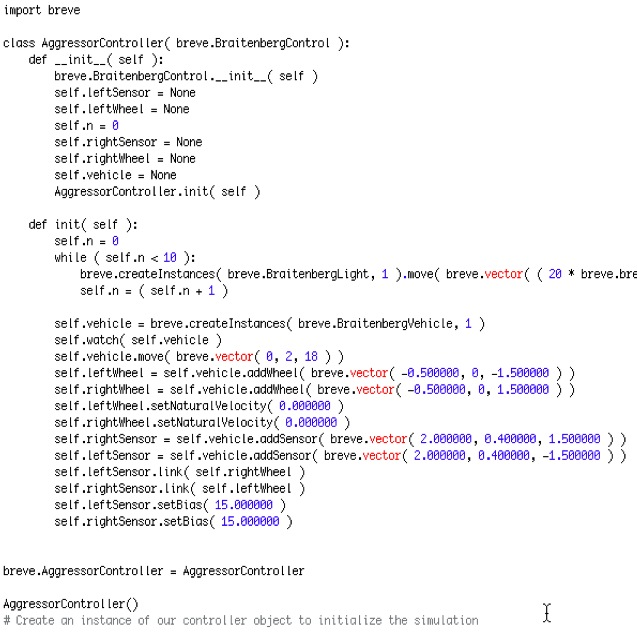 import breve
class AggressorController( breve.BraitenbergControl ):
def __init__( self ):
breve.BraitenbergControl.__init__( self )
self.leftSensor = None
self.leftWheel = None
self.n = 0
self.rightSensor = None
self.rightWheel = None
self.vehicle = None
AggressorController.init( self )
def init( self ):
self.n = 0
while ( self.n < 10 ):
breve.createInstances( breve.BraitenbergLight, 1 ).move( breve.vector( ( 20 * breve.bre
self.n = ( self.n + 1 )
self.vehicle = breve.createInstances( breve.BraitenbergVehicle, 1 )
self.watch( self.vehicle )
self.vehicle.move( breve.vector( 0, 2, 18 ) )
self.leftWheel = self.vehicle.addWheel( breve.vector( -0.500000, 0, -1.500000 ) )
self.rightWheel = self.vehicle.addWheel( breve.vector( -0.500000, 0, 1.500000 ) )
self.leftWheel.setNaturalVelocity( 0.000000 )
self.rightWheel.setNaturalVelocity( 0.000000 )
self.rightSensor = self.vehicle.addSensor( breve.vector( 2.000000, 0.400000, 1.500000 ) )
self.leftSensor = self.vehicle.addSensor( breve.vector( 2.000000, 0.400000, -1.500000 ) )
self.leftSensor.link( self.rightWheel )
self.rightSensor.link( self.leftWheel )
self.leftSensor.setBias( 15.000000 )
self.rightSensor.setBias( 15.000000 )
breve.AggressorController = AggressorController
AggressorController()
# Create an instance of our controller object to initialize the simulation